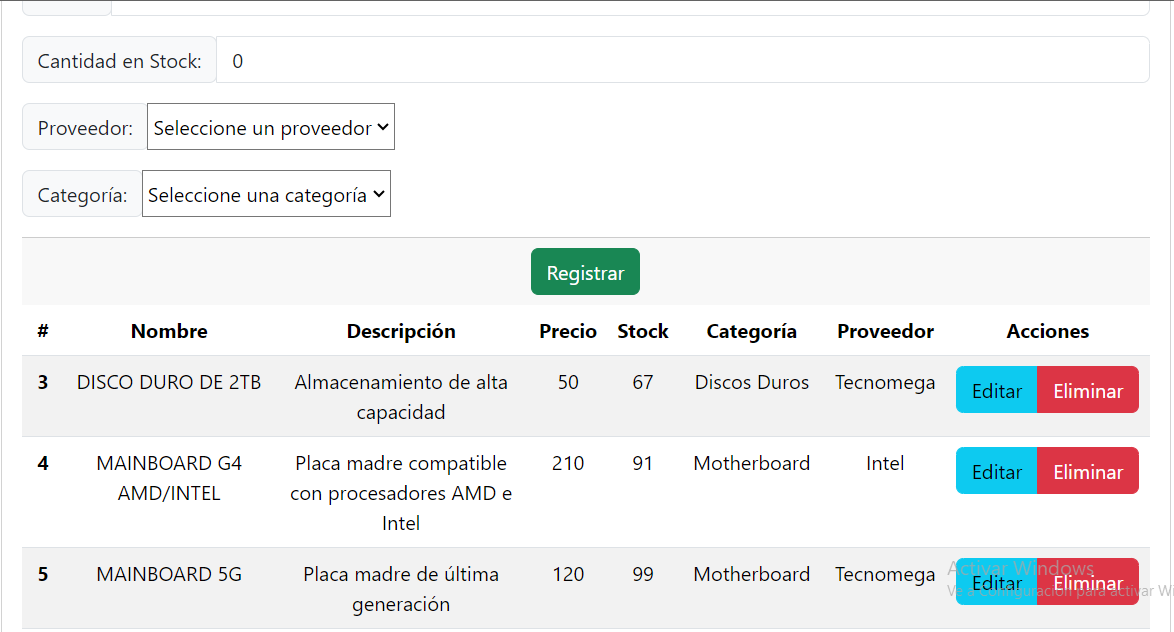 Cantidad en Stock: 0
Proveedor: Seleccione un proveedor
Categoría: Seleccione una categoría
Registrar
# Nombre Descripción Precio Stock Categoría Proveedor Acciones
3 DISCO DURO DE 2TB Almacenamiento de alta 50 67 Discos Duros Tecnomega Editar Eliminar
capacidad
4 MAINBOARD G4 Placa madre compatible 210 91 Motherboard Intel Editar Eliminar
AMD/INTEL con procesadores AMD e
Intel
5 MAINBOARD 5G Placa madre de última 120 99 Motherboard Tecnomega Editar Eliminar
generación
Activar Windows
Ve a Configuración para activar Wi